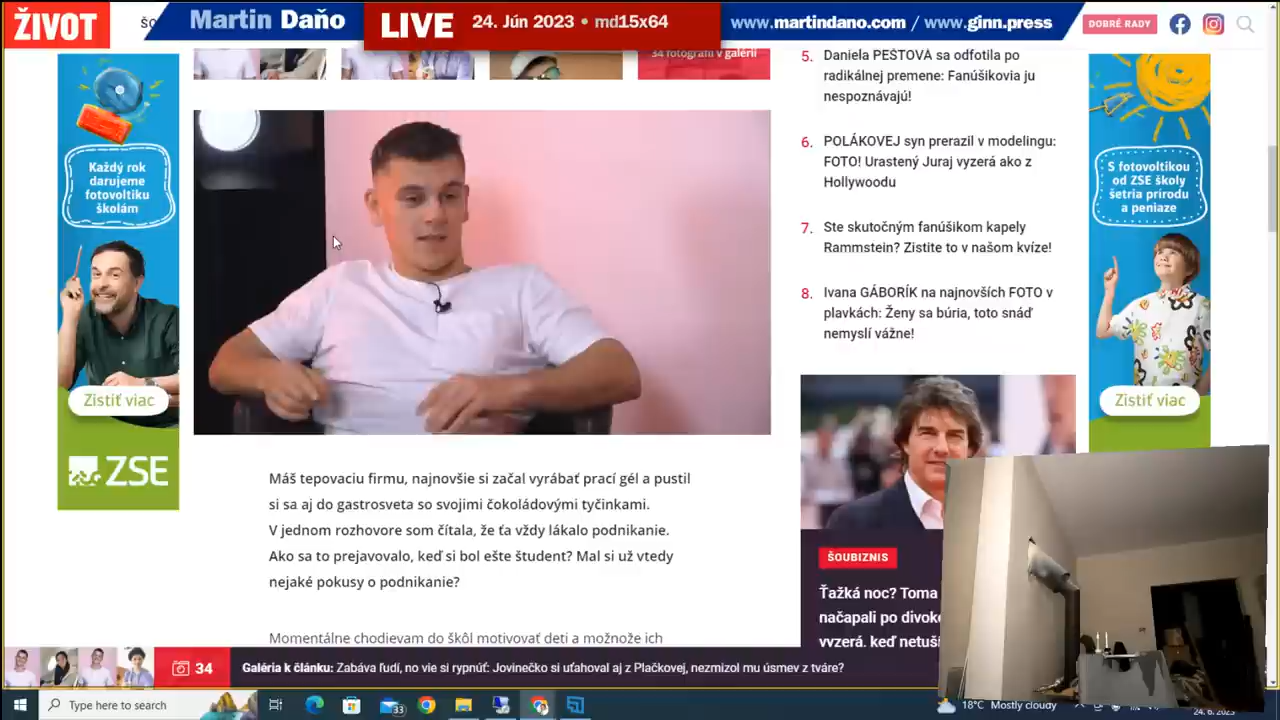 ŽIVOT
Martin Daňo
LIVE
24. Jún 2023 • md15x64
www.martindano.com / www.ginn.press
DOBRÉ RADY
34 fotografií v galérii
Každý rok
darujeme
fotovoltiku
školám
Zistiť viac
ZSE
5. Daniela PEŠTOVÁ sa odfotila po
radikálnej premene: Fanúšikovia ju
nespoznávajú!
6. POLÁKOVEJ syn prerazil v modelingu:
FOTO! Urastený Juraj vyzerá ako z
Hollywoodu
7. Ste skutočným fanúšikom kapely
Rammstein? Zistite to v našom kvíze!
8. Ivana GÁBORÍK na najnovších FOTO v
plavkách: Ženy sa búria, toto snáď
nemyslí vážne!
S fotovoltikou
od ZSE školy
šetria prírodu
a peniaze
Zistiť viac
Máš tepovaciu firmu, najnovšie si začal vyrábať prací gél a pustil
si sa aj do gastrosveta so svojimi čokoládovými tyčinkami.
V jednom rozhovore som čítala, že ťa vždy lákalo podnikanie.
Ako sa to prejavovalo, keď si bol ešte študent? Mal si už vtedy
nejaké pokusy o podnikanie?
Momentálne chodievam do škôl motivovať deti a možnože ich
ŠOUBIZNIS
Ťažká noc? Toma
načapali po divoke
vyzerá, keď netuší
34
Galéria k článku: Zabáva ľudí, no vie si rypnúť: Jovinečko si uťahoval aj z Plačkovej, nezmizol mu úsmev z tváre?
Type here to search
33
18°C Mostly cloudy
24. 6. 2023